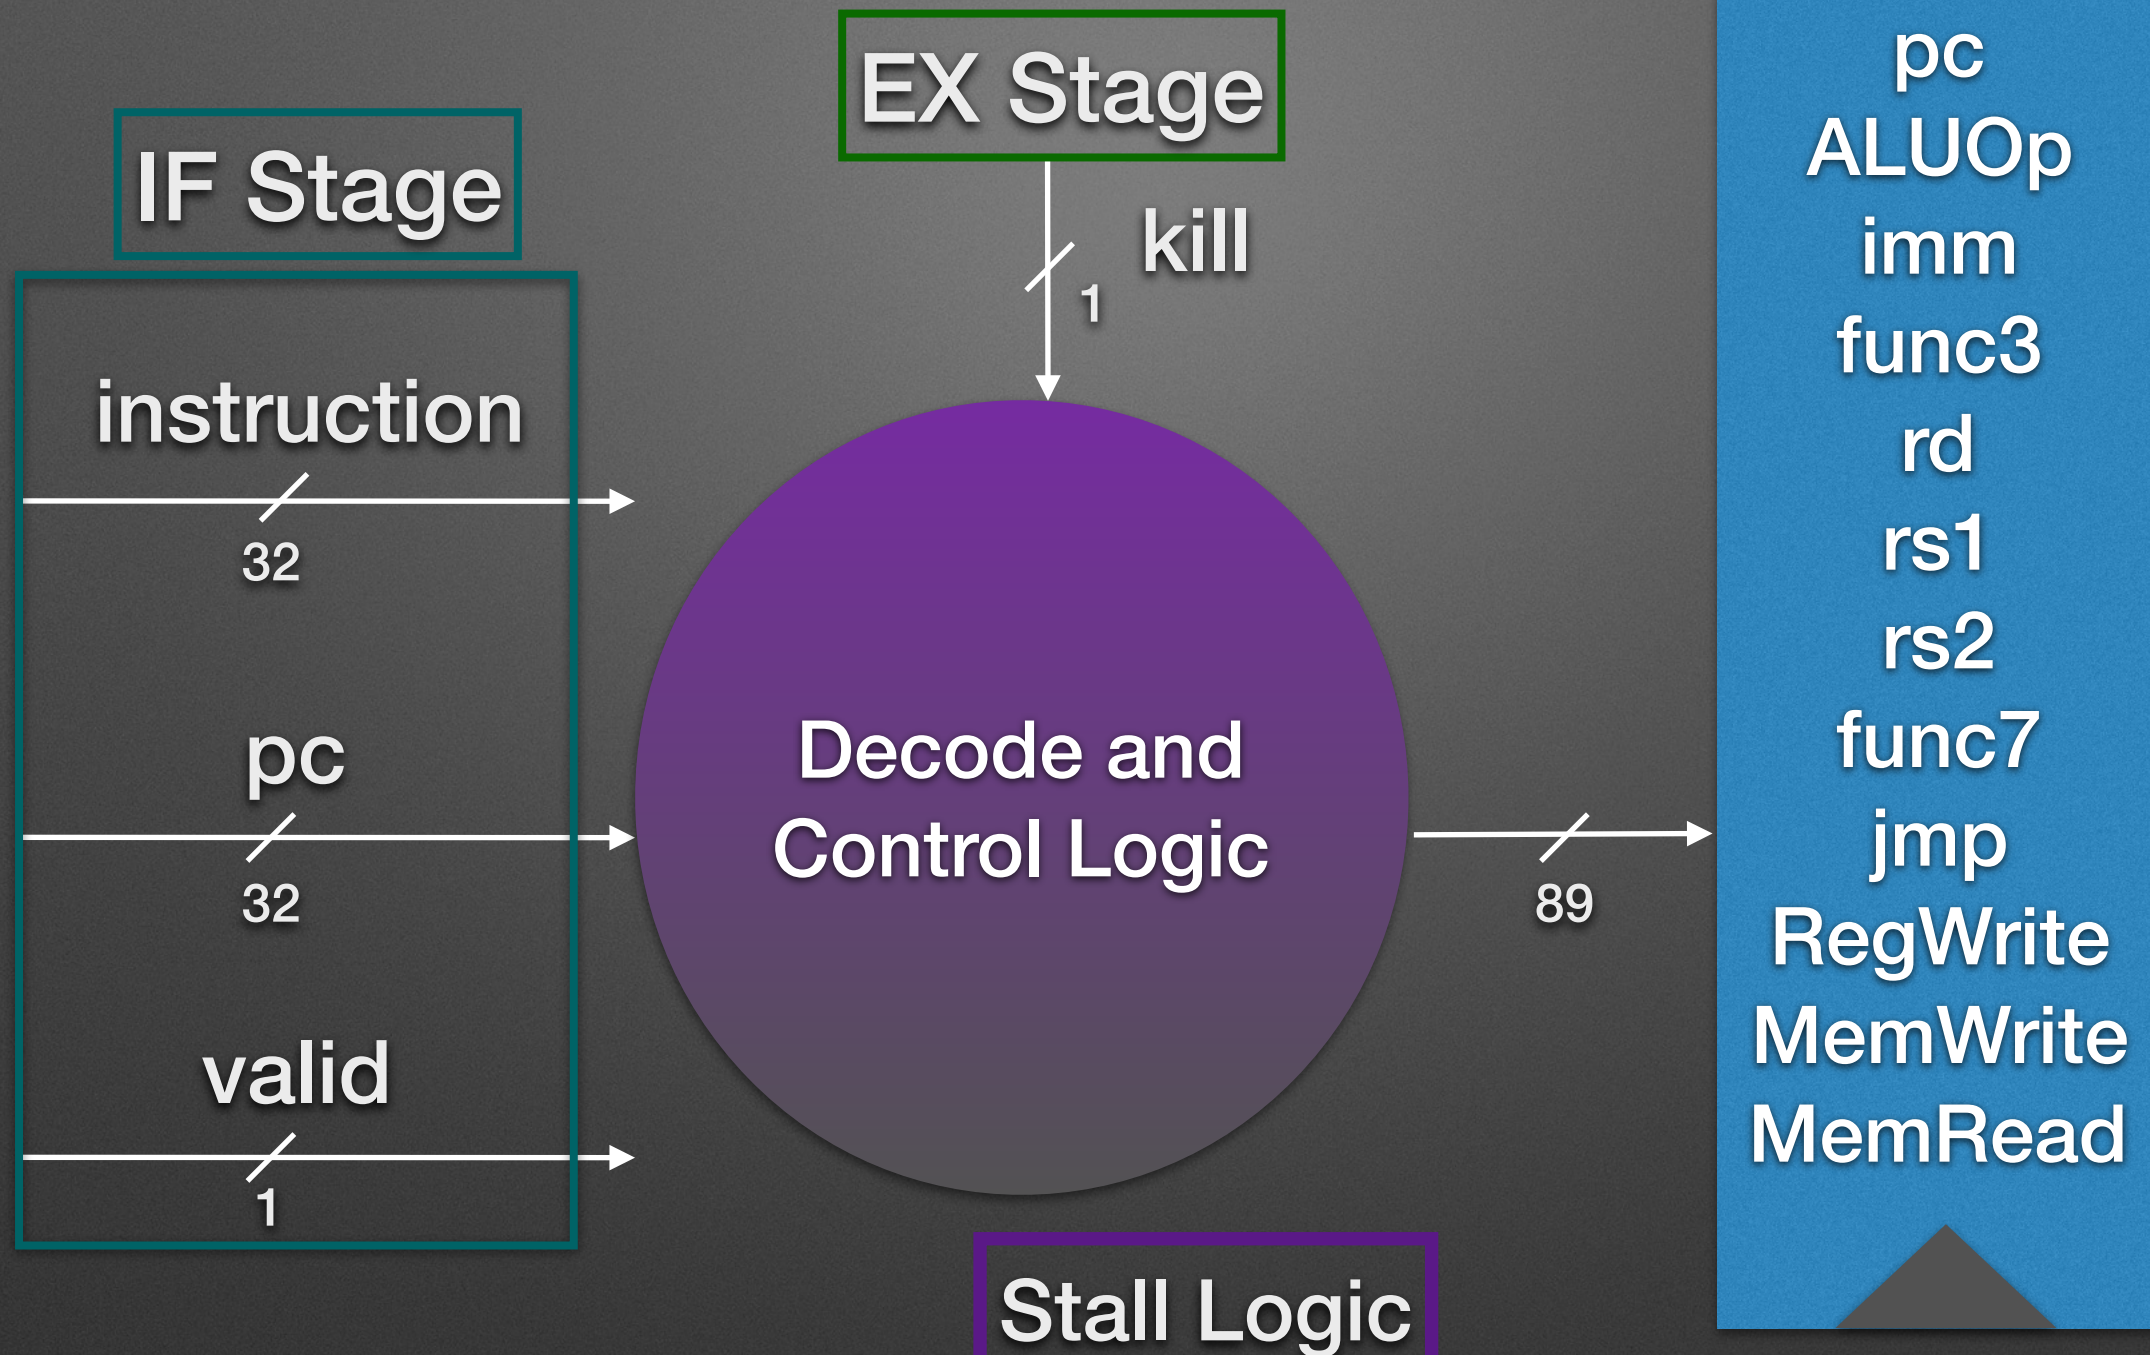 EX Stage
IF Stage
kill
1
instruction
32
pc
32
valid
1
Decode and
Control Logic
89
Stall Logic
pc
ALUOp
imm
func3
rd
rs1
rs2
func7
jmp
RegWrite
MemWrite
MemRead